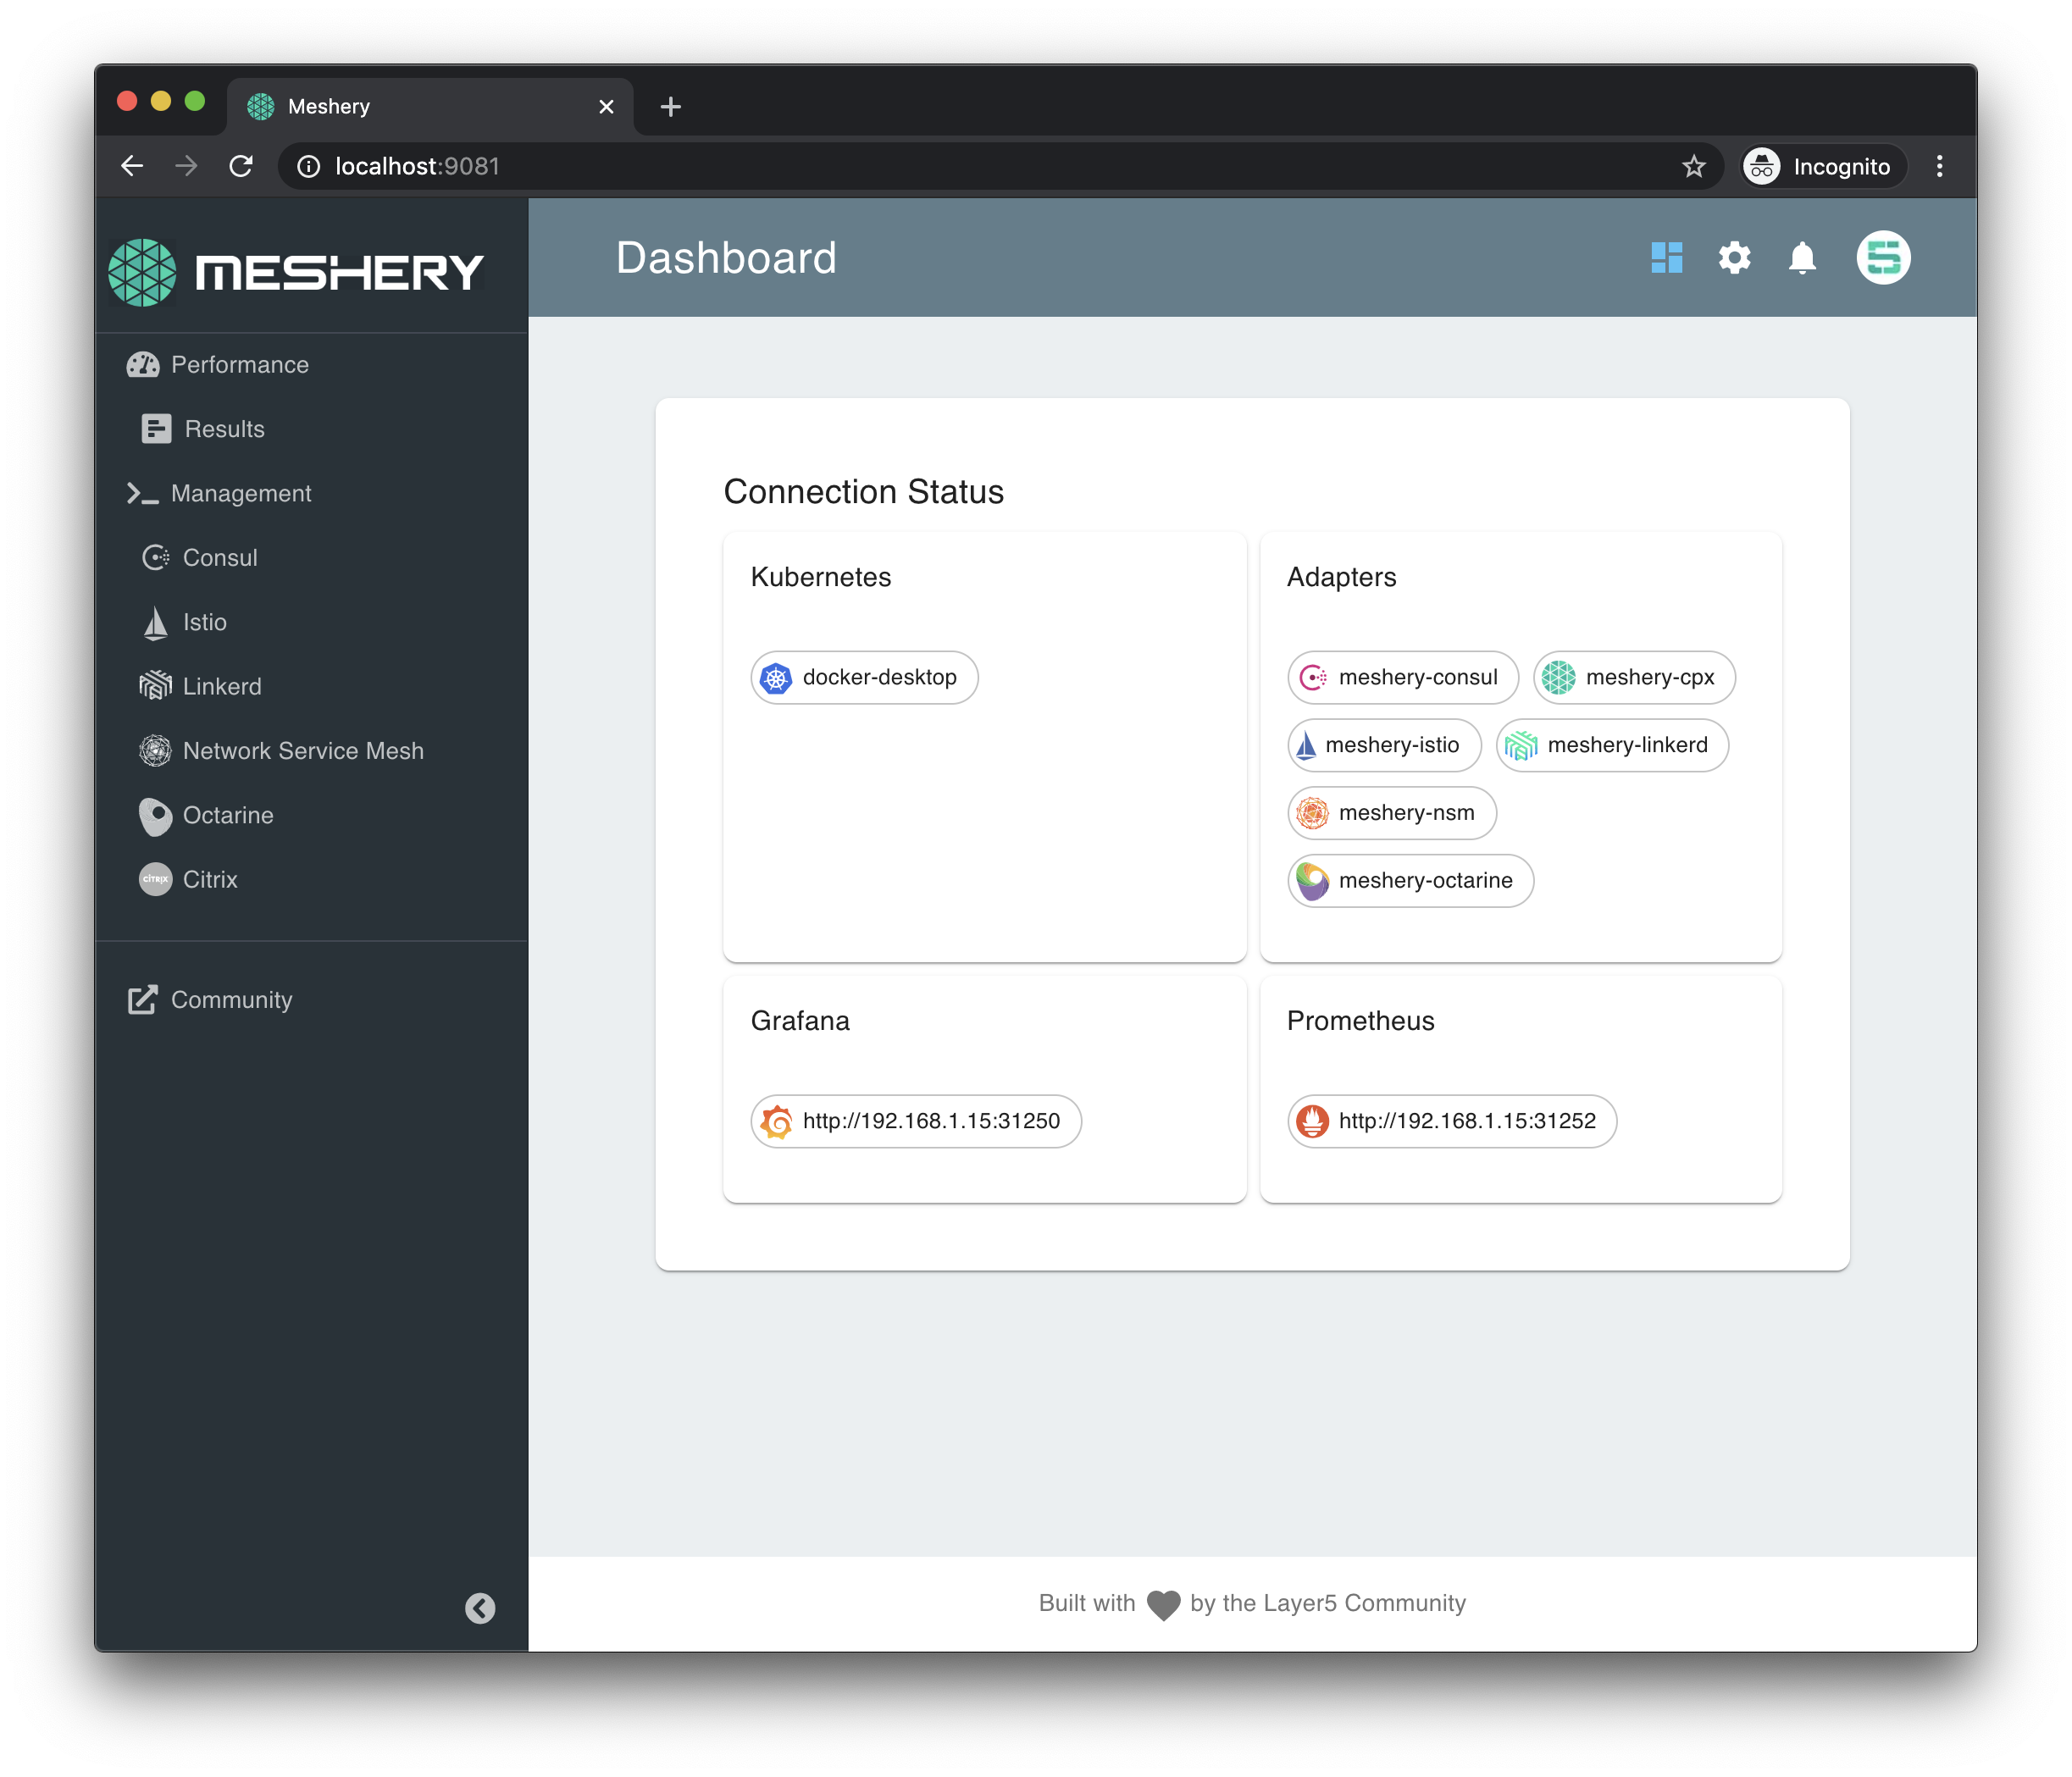 Meshery
localhost:9081
Incognito
MESHERY
Dashboard
Performance
Results
Management
Consul
Istio
Linkerd
Network Service Mesh
Octarine
CITRIX Citrix
Community
Connection Status
Kubernetes
docker-desktop
Adapters
meshery-consul meshery-cpx
meshery-istio meshery-linkerd
meshery-nsm
meshery-octarine
Grafana
http://192.168.1.15:31250
Prometheus
http://192.168.1.15:31252
Built with by the Layer5 Community